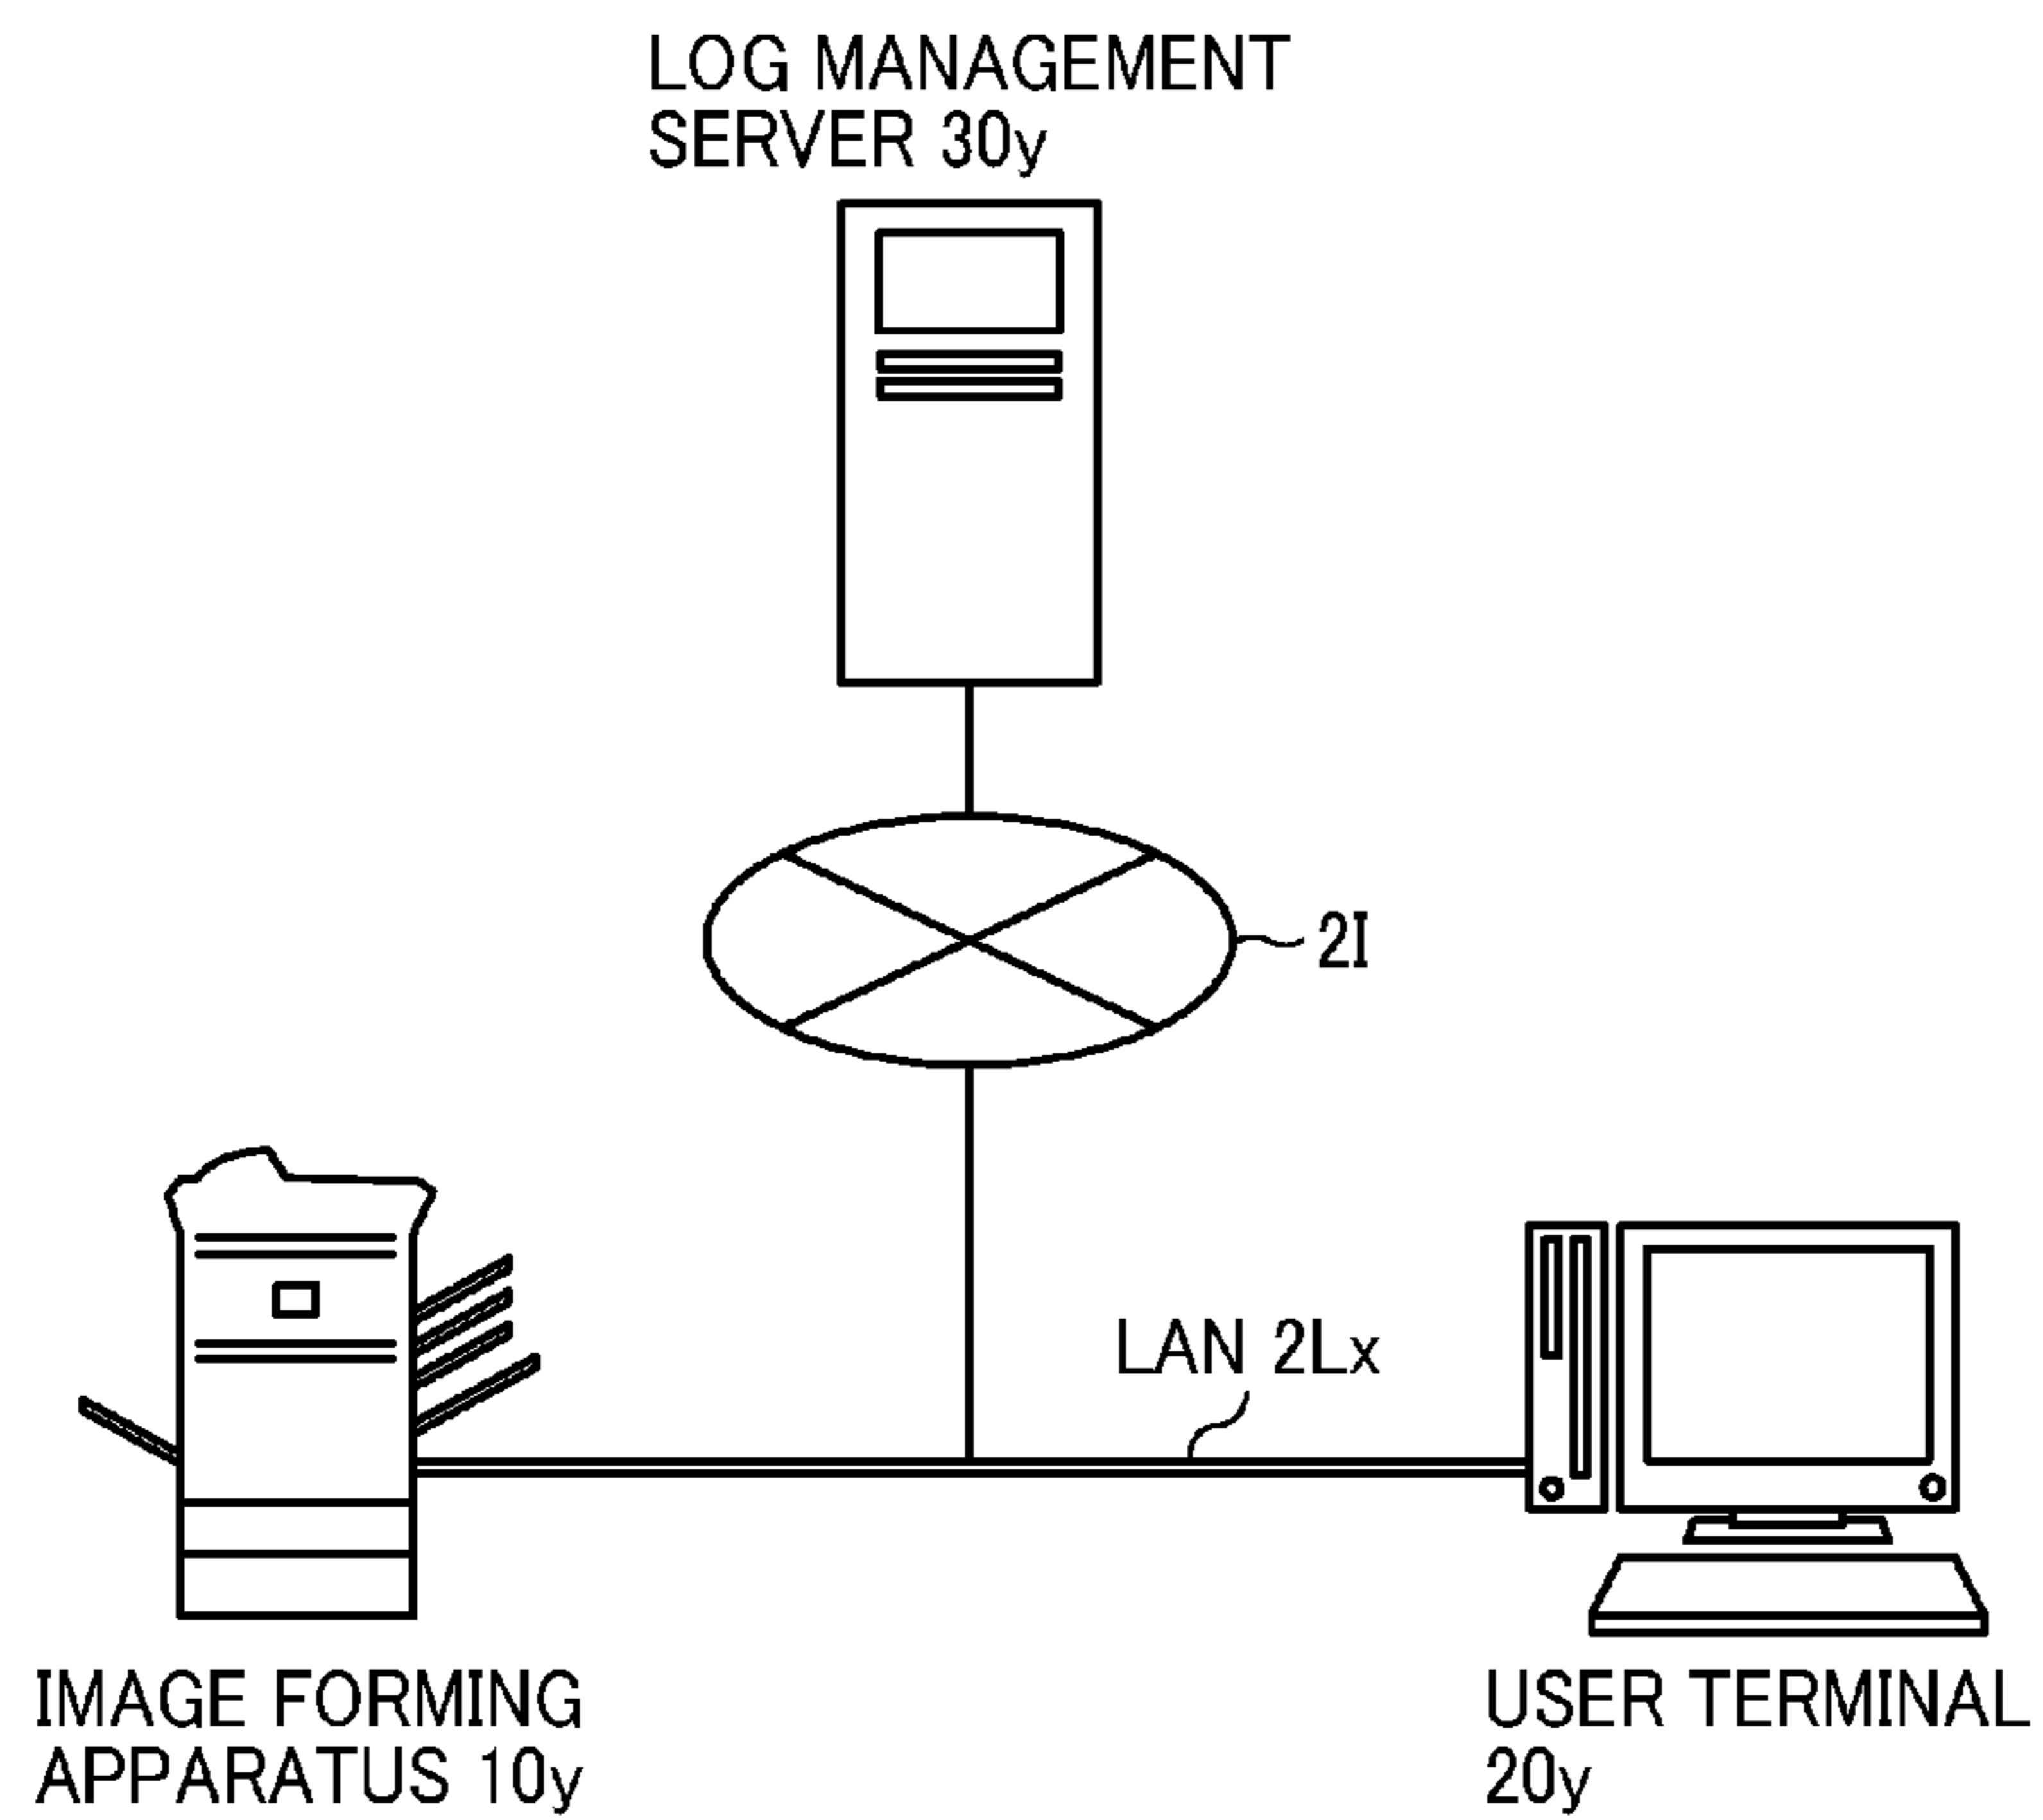 LOG MANAGEMENT
SERVER 30y
2I
LAN 2Lx
IMAGE FORMING
APPARATUS 10y
USER TERMINAL
20y